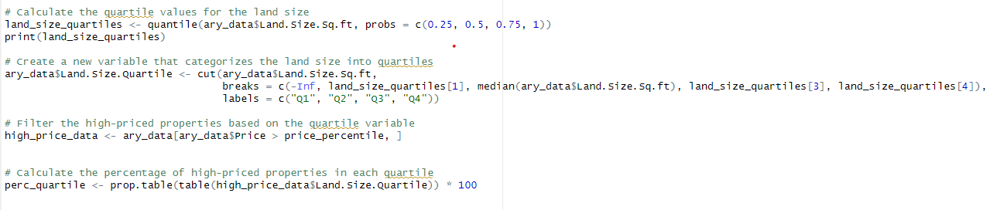 # Calculate the quartile values for the land size
land_size_quartiles <- quantile(ary_data$Land.Size.Sq.ft, probs = c(0.25, 0.5, 0.75, 1))
print(land_size_quartiles)
# Create a new variable that categorizes the land size into quartiles
ary_data$Land.Size.Quartile <- cut(ary_data$Land.Size.Sq.ft,
breaks = c(-Inf, land_size_quartiles[1], median(ary_data$Land.Size.Sq.ft), land_size_quartiles[3], land_size_quartiles[4]),
labels = c("Q1", "Q2", "Q3", "Q4"))
# Filter the high-priced properties based on the quartile variable
high_price_data <- ary_data[ary_data$Price > price_percentile, ]
# Calculate the percentage of high-priced properties in each quartile
perc_quartile <- prop.table(table(high_price_data$Land.Size.Quartile)) * 100